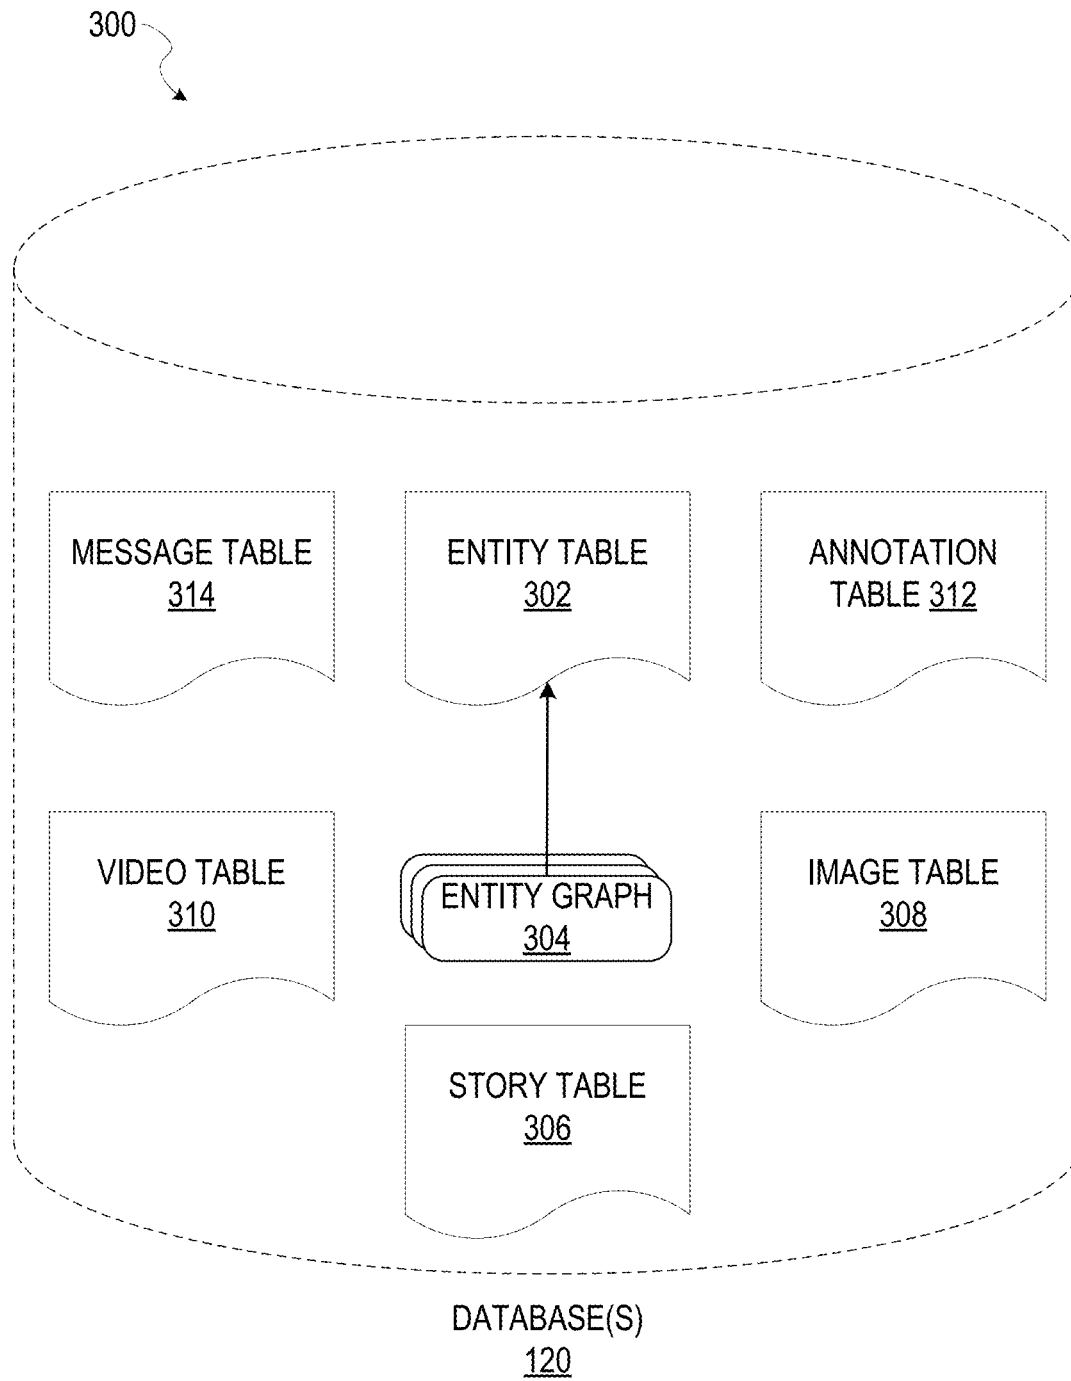 300
MESSAGE TABLE
314
ENTITY TABLE
302
ANNOTATION
TABLE 312
VIDEO TABLE
310
ENTITY GRAPH
304
IMAGE TABLE
308
STORY TABLE
306
DATABASE(S)
120